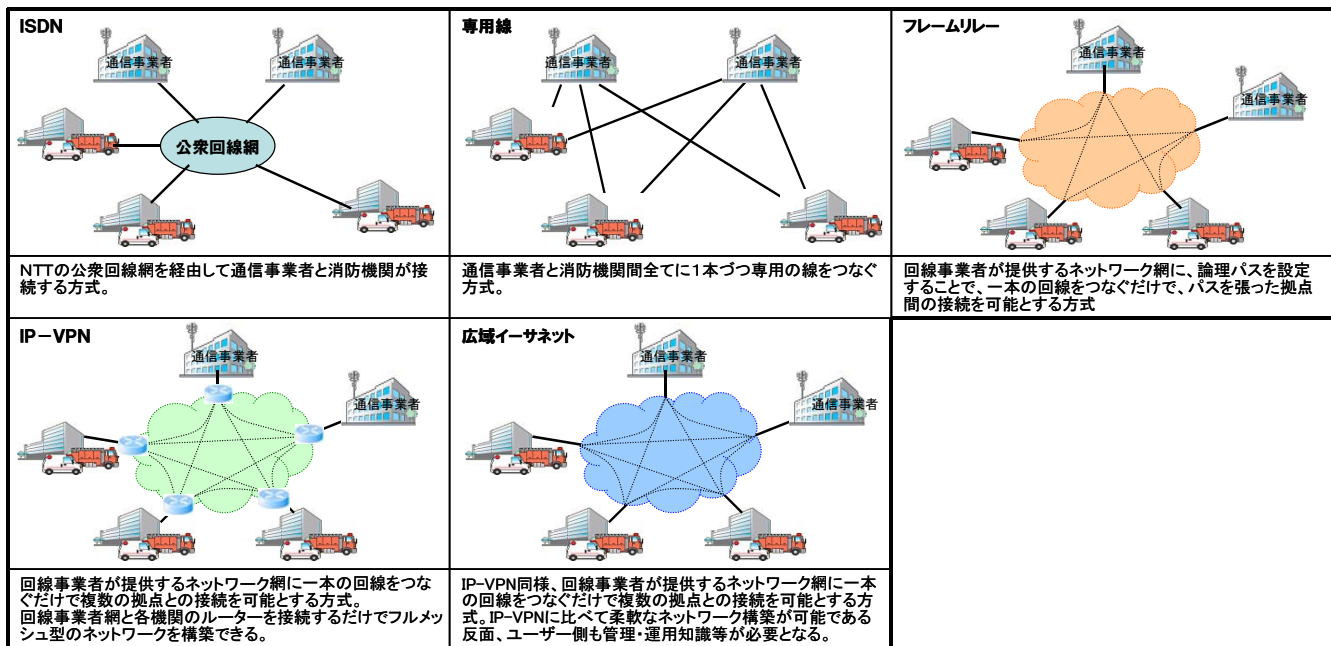 ISDN
通信事業者
通信事業者
公衆回線網
NTTの公衆回線網を経由して通信事業者と消防機関が接
続する方式。
専用線
通信事業者
通信事業者
通信事業者と消防機関間全てに1本づつ専用の線をつなぐ
方式。
フレームリレー
通信事業者
通信事業者
回線事業者が提供するネットワーク網に、論理パスを設定
することで、一本の回線をつなぐだけで、パスを張った拠点
間の接続を可能とする方式
IP-VPN
通信事業者
通信事業者
回線事業者が提供するネットワーク網に一本の回線をつな
ぐだけで複数の拠点との接続を可能とする方式。
回線事業者網と各機関のルーターを接続するだけでフルメッ
シュ型のネットワークを構築できる。
広域イーサネット
通信事業者
通信事業者
IP-VPN同様、回線事業者が提供するネットワーク網に一本
の回線をつなぐだけで複数の拠点との接続を可能とする方
式。IP-VPNに比べて柔軟なネットワーク構築が可能である
反面、ユーザー側も管理・運用知識等が必要となる。